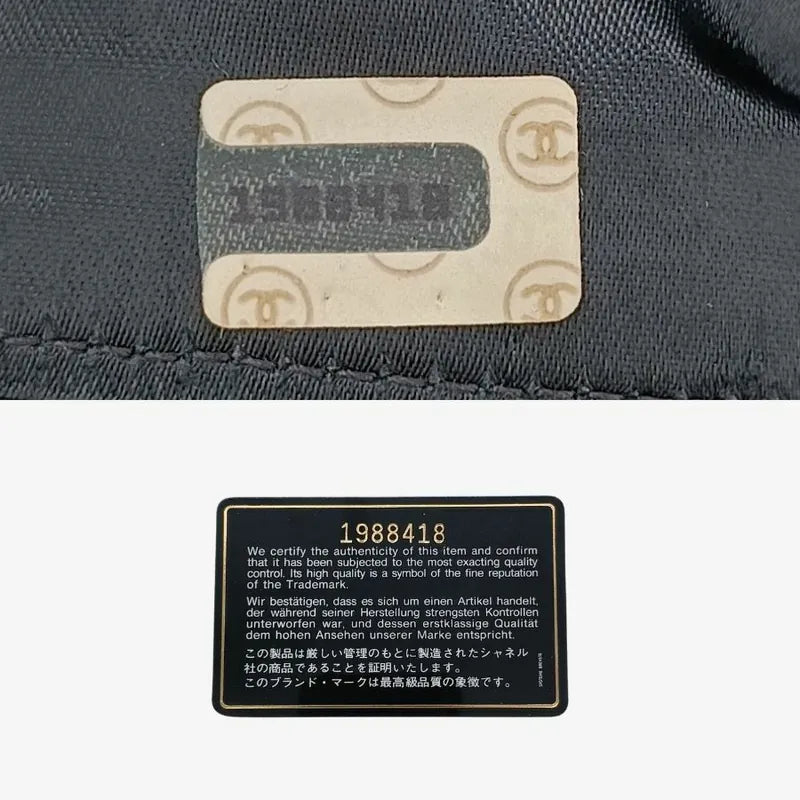 1988418
1988418
We certify the authenticity of this item and confirm
that it has been subjected to the most exacting quality
control. Its high quality is a symbol of the fine reputation
of the Trademark.
Wir bestätigen, dass es sich um einen Artikel handelt,
der während seiner Herstellung strengsten Kontrollen
unterworfen war, und dessen erstklassige Qualität
dem hohen Ansehen unserer Marke entspricht.
この製品は厳しい管理のもとに製造されたシャネル
社の商品であることを証明いたします。
このブランド・マークは最高級品質の象徴です。